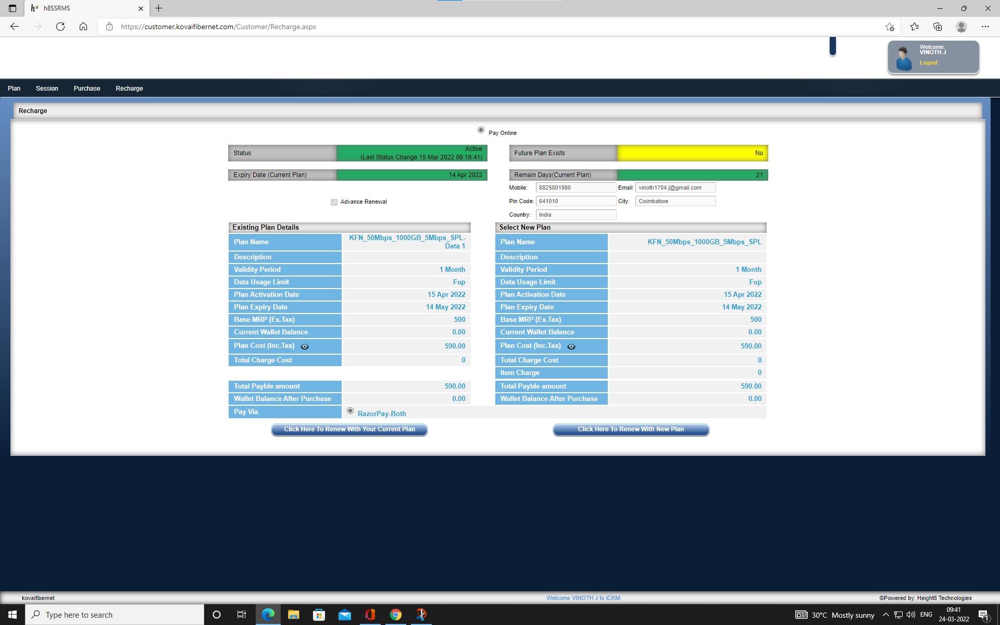 h8SSRMS
https://customer.kovaifibernet.com/Customer/Recharge.aspx
Welcome:
VINOTH J
Logout
Plan Session Purchase Recharge
Recharge
Pay Online
Status Active
(Last Status Change 15 Mar 2022 09:16:41)
Future Plan Exists No
Expiry Date (Current Plan) 14 Apr 2022
Remain Days(Current Plan) 21
Mobile: 8825801980 Email: vinoth1704.j@gmail.com
Advance Renewal
Pin Code: 641010 City: Coimbatore
Country: India
Existing Plan Details
Plan Name KFN_50Mbps_1000GB_5Mbps_SPL-
Data 1
Description
Validity Period 1 Month
Data Usage Limit Fup
Plan Activation Date 15 Apr 2022
Plan Expiry Date 14 May 2022
Base MRP (Ex.Tax) 500
Current Wallet Balance 0.00
Plan Cost (Inc.Tax) 590.00
Total Charge Cost 0
Total Payble amount 590.00
Wallet Balance After Purchase 0.00
Pay Via RazorPay-Both
Click Here To Renew With Your Current Plan
Select New Plan
Plan Name KFN_50Mbps_1000GB_5Mbps_SPL
Description
Validity Period 1 Month
Data Usage Limit Fup
Plan Activation Date 15 Apr 2022
Plan Expiry Date 14 May 2022
Base MRP (Ex.Tax) 500
Current Wallet Balance 0.00
Plan Cost (Inc.Tax) 590.00
Total Charge Cost 0
Item Charge 0
Total Payble amount 590.00
Wallet Balance After Purchase 0.00
Click Here To Renew With New Plan
kovaifibernet Welcome VINOTH J to iCRM. ©Powered by: Height8 Technologies
Type here to search
30°C Mostly sunny ENG
09:41
24-03-2022
1